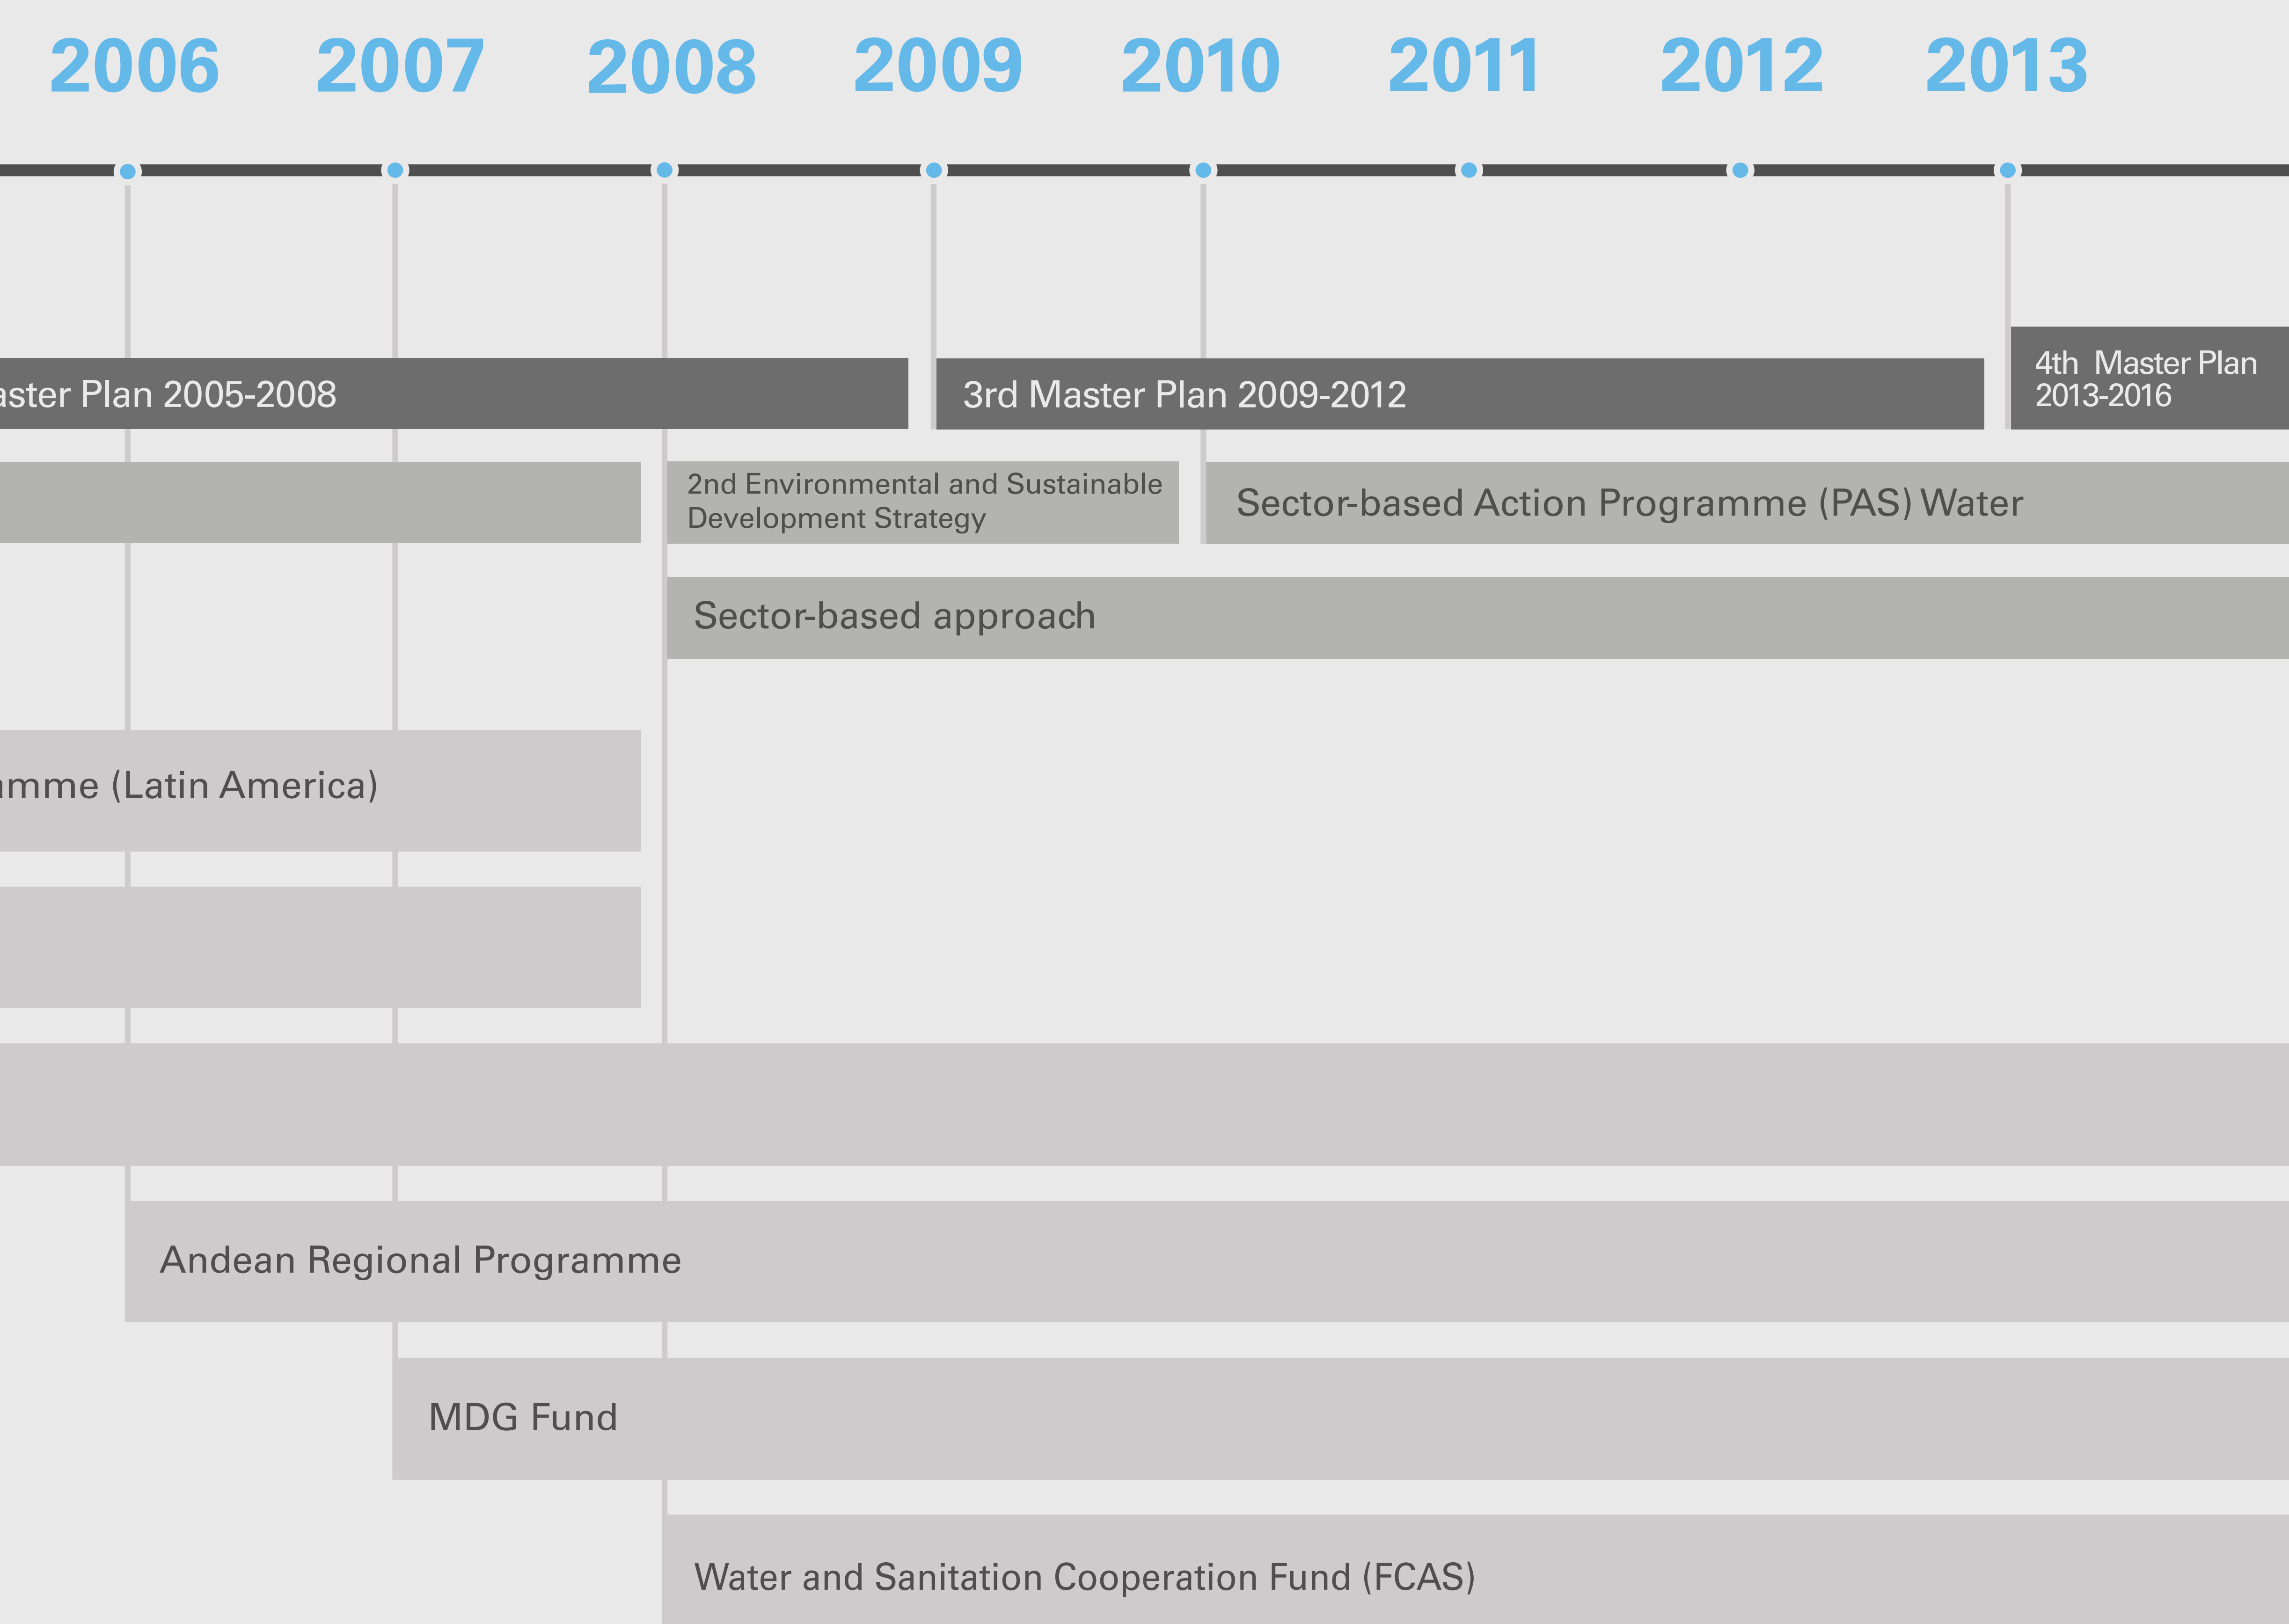 2006 2007 2008 2009 2010 2011 2012 2013
Plan 2005-2008
3rd Master Plan 2009-2012
4th Master Plan
2013-2016
2nd Environmental and Sustainable
Development Strategy
Sector-based Action Programme (PAS) Water
Sector-based approach
(Latin America)
Andean Regional Programme
MDG Fund
Water and Sanitation Cooperation Fund (FCAS)